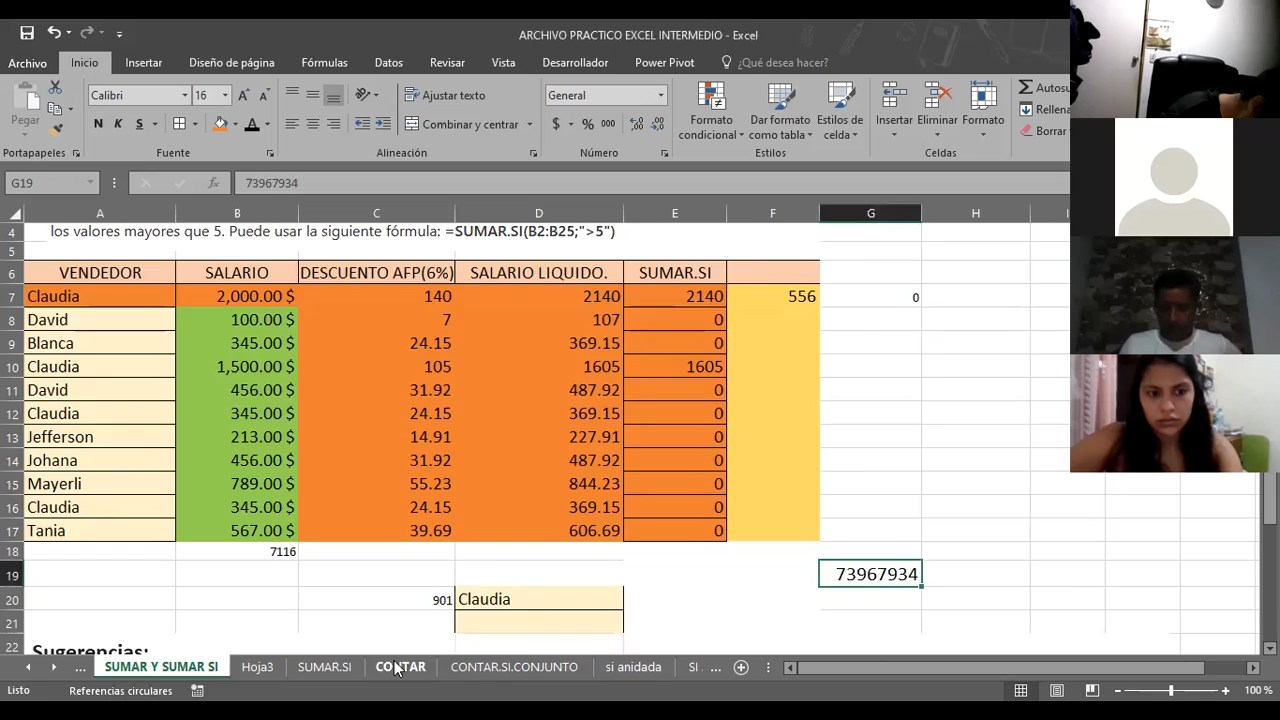 ARCHIVO PRACTICO EXCEL INTERMEDIO - Excel
Archivo Inicio Insertar Diseño de página Fórmulas Datos Revisar Vista Desarrollador Power Pivot ¿Qué desea hacer?
Pegar
Calibri 16 A A
N K S
Ajustar texto
Combinar y centrar
General
$ % 000
Formato condicional
Dar formato como tabla
Estilos de celda
Insertar Eliminar Formato
Autosu
Rellena
Borrar
Portapapeles Fuente Alineación Número Estilos Celdas
G19 fx 73967934
A B C D E F G H I
4 los valores mayores que 5. Puede usar la siguiente fórmula: =SUMAR.SI(B2:B25;">5")
5
6 VENDEDOR SALARIO DESCUENTO AFP(6%) SALARIO LIQUIDO. SUMAR.SI
7 Claudia 2,000.00 $ 140 2140 2140 556 0
8 David 100.00 $ 7 107 0
9 Blanca 345.00 $ 24.15 369.15 0
10 Claudia 1,500.00 $ 105 1605 1605
11 David 456.00 $ 31.92 487.92 0
12 Claudia 345.00 $ 24.15 369.15 0
13 Jefferson 213.00 $ 14.91 227.91 0
14 Johana 456.00 $ 31.92 487.92 0
15 Mayerli 789.00 $ 55.23 844.23 0
16 Claudia 345.00 $ 24.15 369.15 0
17 Tania 567.00 $ 39.69 606.69 0
18 7116
19 73967934
20 901 Claudia
21
22 Sugerencias:
... SUMAR Y SUMAR SI Hoja3 SUMAR.SI CONTAR CONTAR.SI.CONJUNTO si anidada SI ...
Listo Referencias circulares 100 %